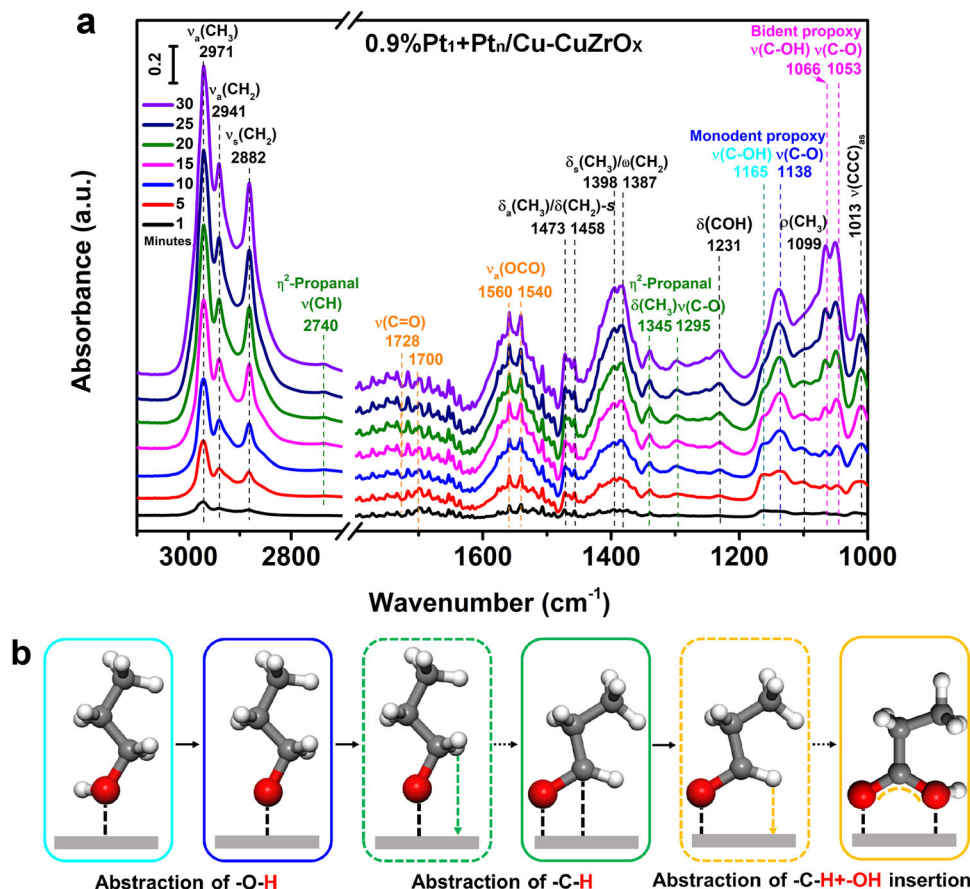 a
0.9%Pt₁+Ptₙ/Cu-CuZrOₓ
0.2
νₐ(CH₃)
2971
νₐ(CH₂)
2941
νₛ(CH₂)
2882
30
25
20
15
10
5
1
Minutes
η²-Propanal
ν(CH)
2740
ν(C=O)
1728
1700
νₐ(OCO)
1560 1540
δₐ(CH₃)/δ(CH₂)-s
1473 1458
δₛ(CH₃)/ω(CH₂)
1398 1387
η²-Propanal
δ(CH₃)ν(C-O)
1345 1295
δ(COH)
1231
Monodent propoxy
ν(C-OH) ν(C-O)
1165 1138
ρ(CH₃)
1099
Bident propoxy
ν(C-OH) ν(C-O)
1066 1053
1013 ν(CCC)ₐₛ
Absorbance (a.u.)
3000 2800 1600 1400 1200 1000
Wavenumber (cm⁻¹)
b
Abstraction of -O-H
Abstraction of -C-H
Abstraction of -C-H+-OH insertion